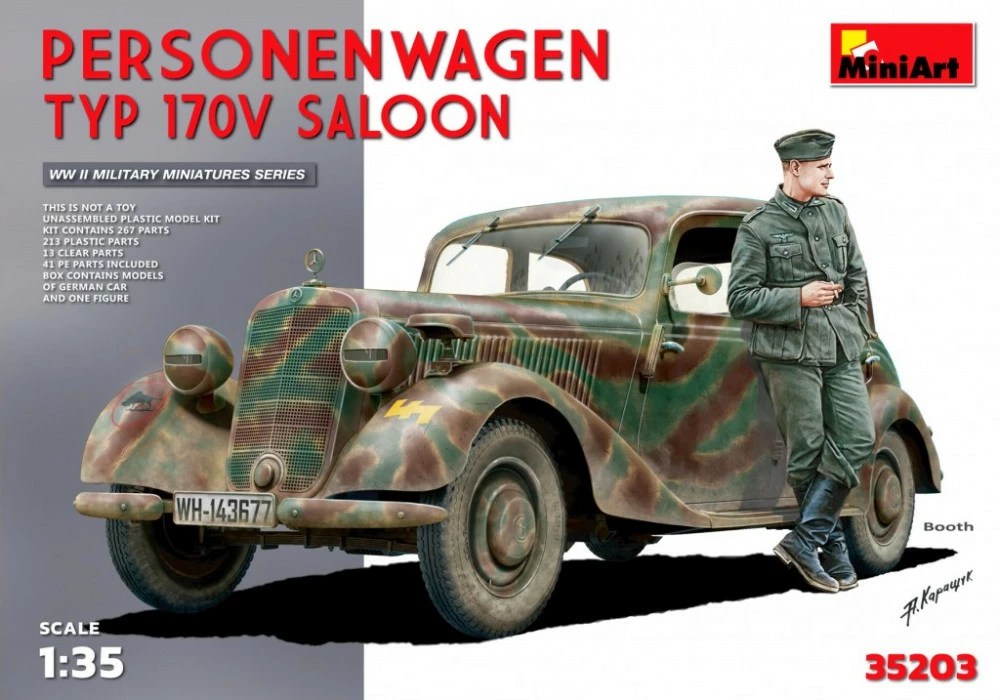 PERSONENWAGEN
TYP 170V SALOON
MiniArt
WW II MILITARY MINIATURES SERIES
THIS IS NOT A TOY
UNASSEMBLED PLASTIC MODEL KIT
KIT CONTAINS 267 PARTS
213 PLASTIC PARTS
13 CLEAR PARTS
41 PE PARTS INCLUDED
BOX CONTAINS MODELS
OF GERMAN CAR
AND ONE FIGURE
WH-143677
Booth
А. Каращук
SCALE
1:35
35203